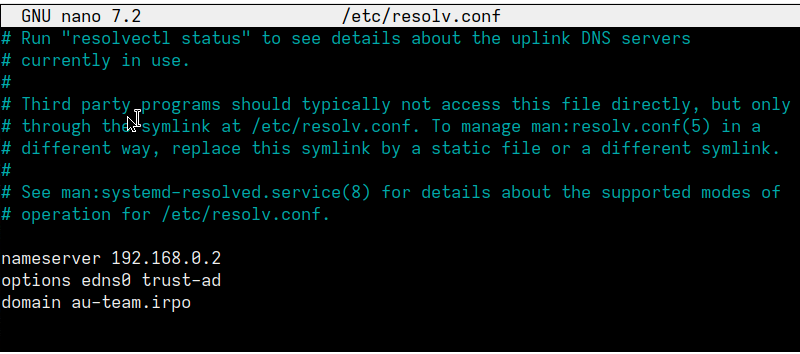 GNU nano 7.2 /etc/resolv.conf
# Run "resolvectl status" to see details about the uplink DNS servers
# currently in use.
#
# Third party programs should typically not access this file directly, but only
# through the symlink at /etc/resolv.conf. To manage man:resolv.conf(5) in a
# different way, replace this symlink by a static file or a different symlink.
#
# See man:systemd-resolved.service(8) for details about the supported modes of
# operation for /etc/resolv.conf.
nameserver 192.168.0.2
options edns0 trust-ad
domain au-team.irpo